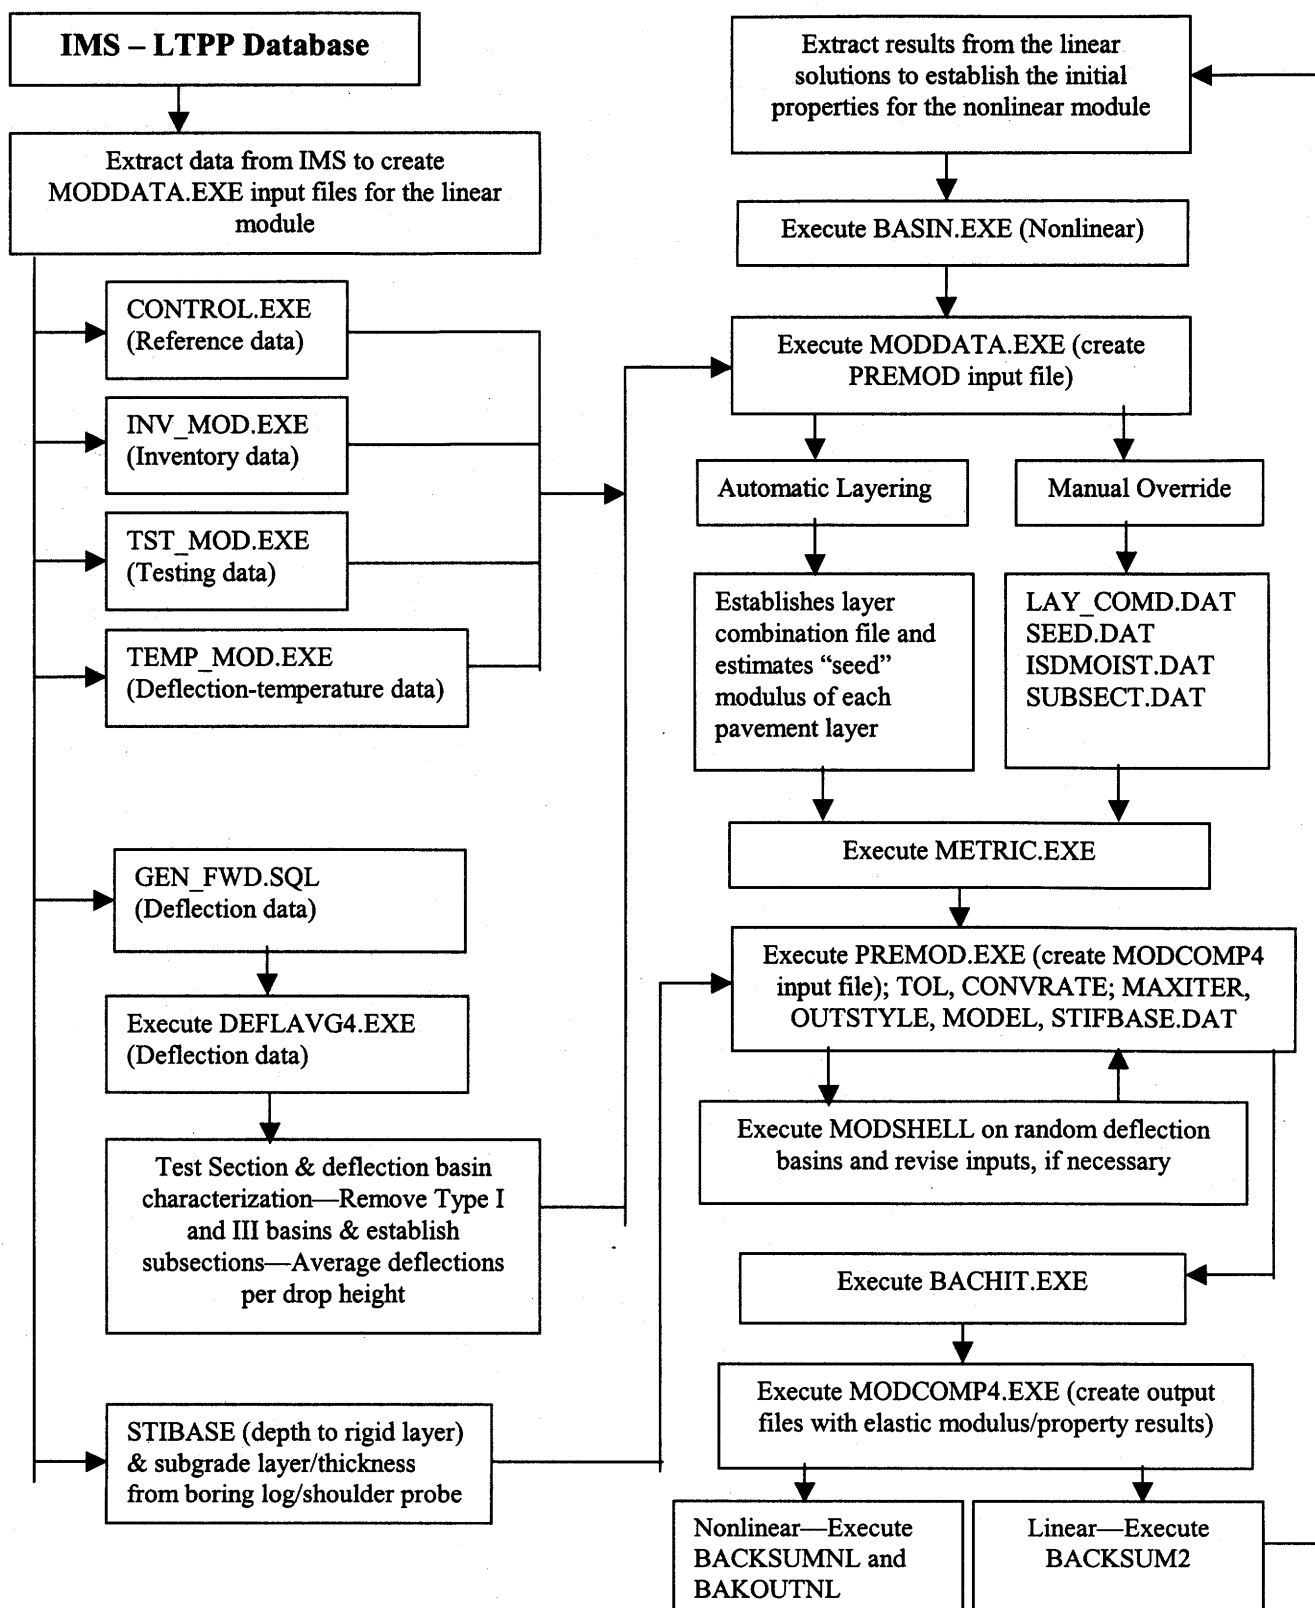 IMS – LTPP Database
Extract data from IMS to create
MODDATA.EXE input files for the linear
module
CONTROL.EXE
(Reference data)
INV_MOD.EXE
(Inventory data)
TST_MOD.EXE
(Testing data)
TEMP_MOD.EXE
(Deflection-temperature data)
GEN_FWD.SQL
(Deflection data)
Execute DEFLAVG4.EXE
(Deflection data)
Test Section & deflection basin
characterization—Remove Type I
and III basins & establish
subsections—Average deflections
per drop height
STIBASE (depth to rigid layer)
& subgrade layer/thickness
from boring log/shoulder probe
Extract results from the linear
solutions to establish the initial
properties for the nonlinear module
Execute BASIN.EXE (Nonlinear)
Execute MODDATA.EXE (create
PREMOD input file)
Automatic Layering
Manual Override
Establishes layer
combination file and
estimates “seed”
modulus of each
pavement layer
LAY_COMD.DAT
SEED.DAT
ISDMOIST.DAT
SUBSECT.DAT
Execute METRIC.EXE
Execute PREMOD.EXE (create MODCOMP4
input file); TOL, CONVRATE; MAXITER,
OUTSTYLE, MODEL, STIFBASE.DAT
Execute MODSHELL on random deflection
basins and revise inputs, if necessary
Execute BACHIT.EXE
Execute MODCOMP4.EXE (create output
files with elastic modulus/property results)
Nonlinear—Execute
BACKSUMNL and
BAKOUTNL
Linear—Execute
BACKSUM2